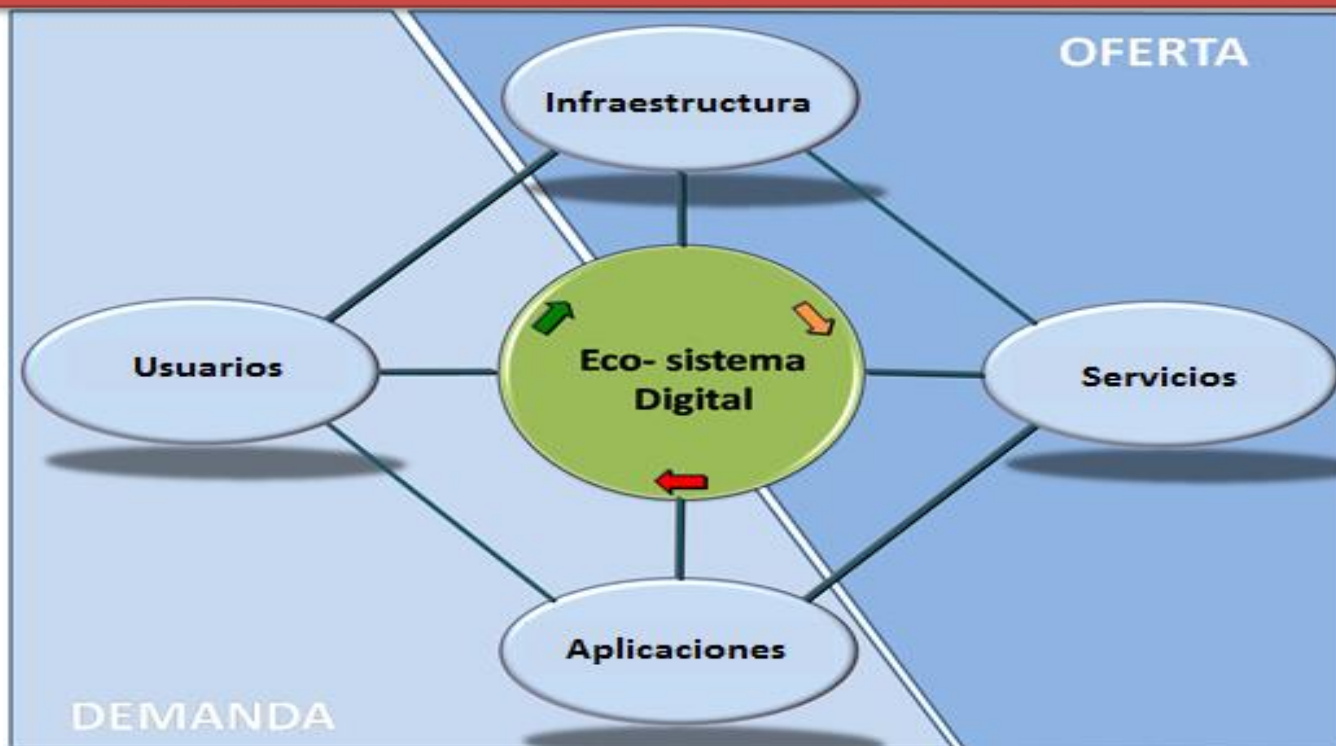 OFERTA
Infraestructura
Usuarios
Eco- sistema
Digital
Servicios
Aplicaciones
DEMANDA